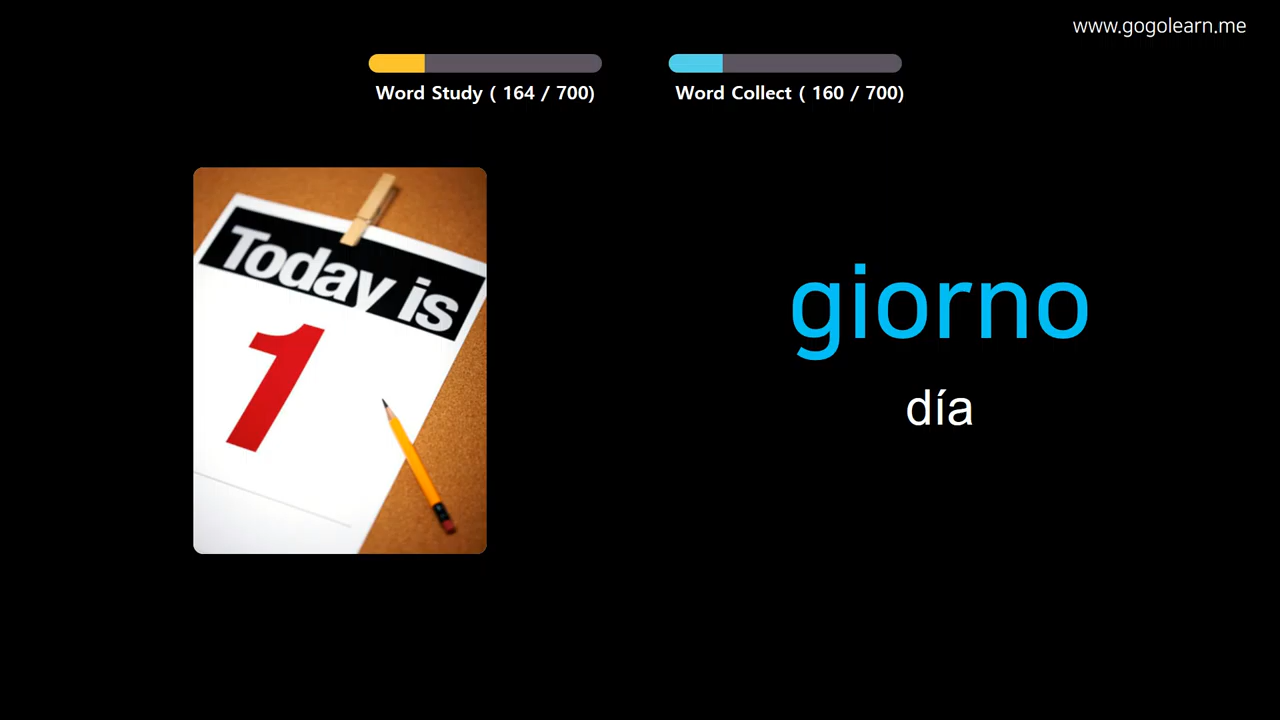 www.gogolearn.me
Word Study ( 164 / 700)
Word Collect ( 160 / 700)
Today is
1
giorno
día